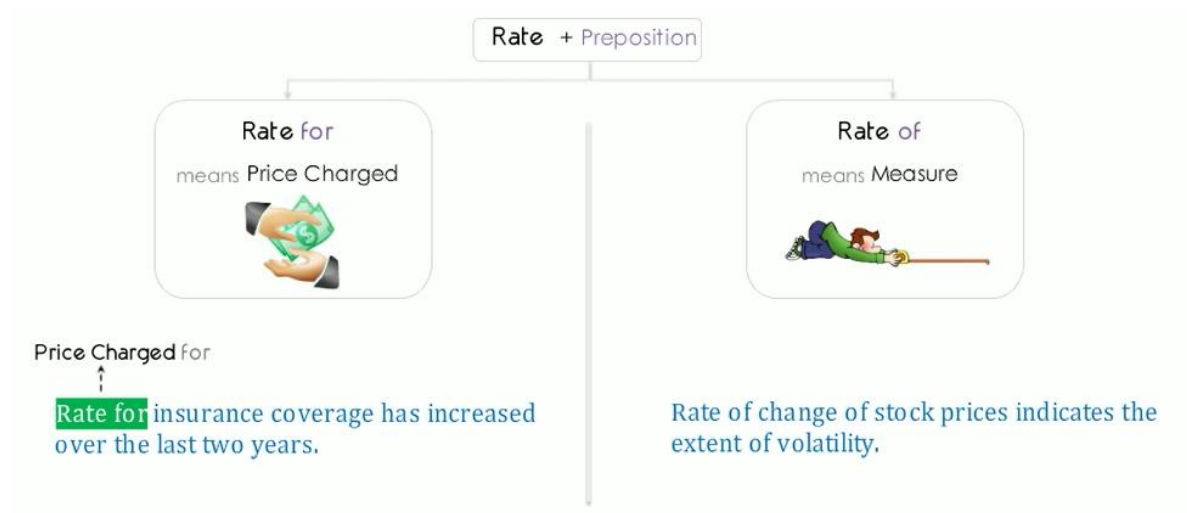 Rate + Preposition
Rate for
means Price Charged
Price Charged for
Rate for insurance coverage has increased
over the last two years.
Rate of
means Measure
Rate of change of stock prices indicates the
extent of volatility.